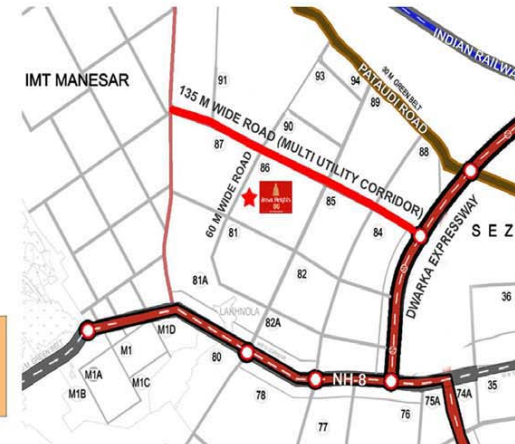 INDIAN RAILWA
IMT MANESAR
91
93
94
30 M GREEN BELT
PATAUDI ROAD
89
135 M WIDE ROAD (MULTI UTILITY CORRIDOR)
90
87
86
88
60 M WIDE ROAD
85
81
84
SEZ
DWARKA EXPRESSWAY
81A
82
36
LAKHNOLA
82A
M1D
M1
80
M1A
M1C
M1B
NH-8
78
76
75A
74A
35
77